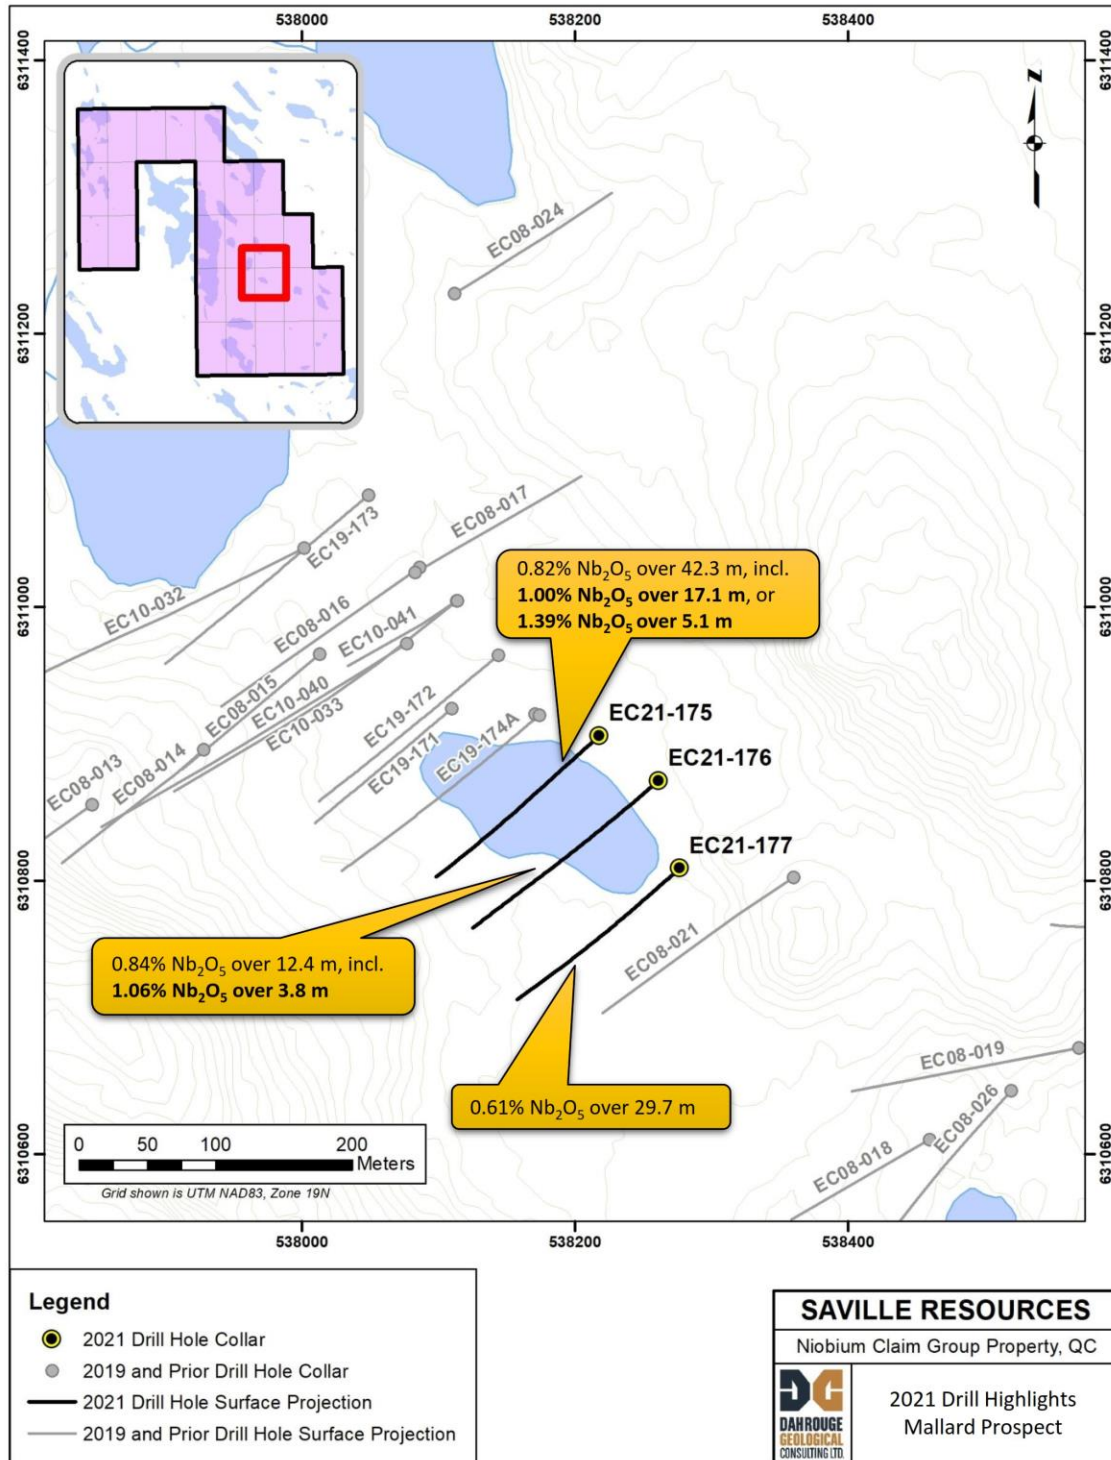 538000 538200 538400
6311400 6311400
N
EC08-024
6311200 6311200
EC08-017
EC19-173
EC10-032
0.82% Nb₂O₅ over 42.3 m, incl.
1.00% Nb₂O₅ over 17.1 m, or
1.39% Nb₂O₅ over 5.1 m
6311000 6311000
EC08-016
EC10-041
EC08-015
EC10-040
EC10-033
EC19-172
EC19-171
EC19-174A
EC08-014
EC08-013
EC21-175
EC21-176
EC21-177
6310800 6310800
EC08-021
0.84% Nb₂O₅ over 12.4 m, incl.
1.06% Nb₂O₅ over 3.8 m
0.61% Nb₂O₅ over 29.7 m
EC08-019
EC08-026
EC08-018
6310600 6310600
0 50 100 200
Meters
Grid shown is UTM NAD83, Zone 19N
538000 538200 538400
Legend
2021 Drill Hole Collar
2019 and Prior Drill Hole Collar
2021 Drill Hole Surface Projection
2019 and Prior Drill Hole Surface Projection
SAVILLE RESOURCES
Niobium Claim Group Property, QC
DAHROUGE
GEOLOGICAL
CONSULTING LTD.
2021 Drill Highlights
Mallard Prospect